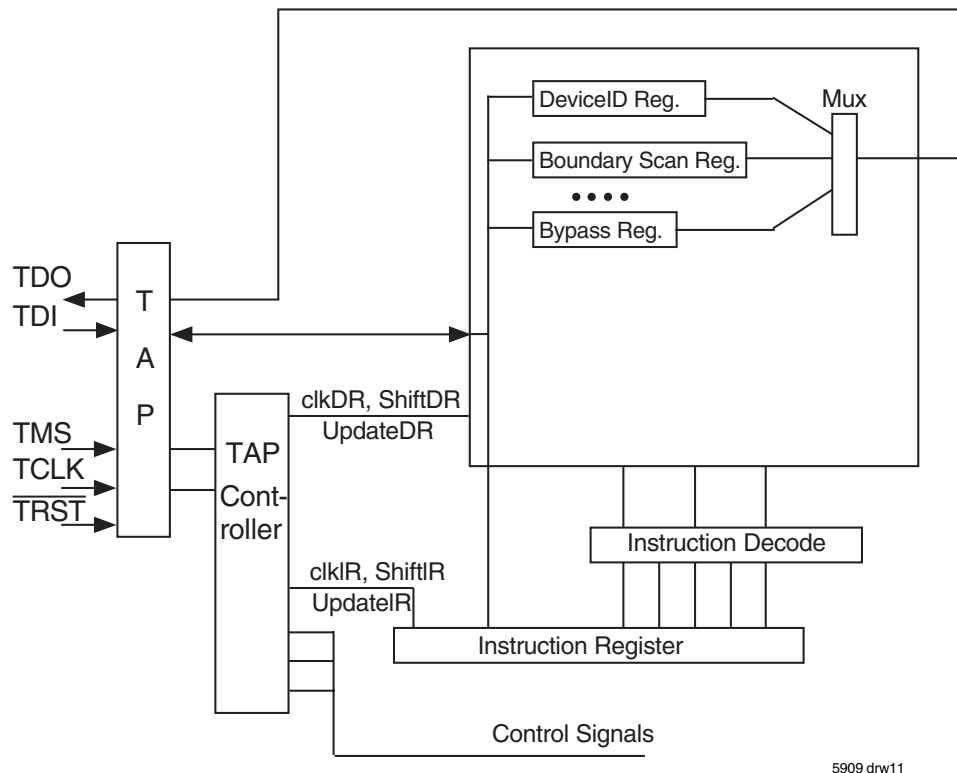 DeviceID Reg.
Mux
Boundary Scan Reg.
Bypass Reg.
TDO
TDI
T
A
P
TMS
TCLK
TRST
clkDR, ShiftDR
UpdateDR
TAP
Cont-
roller
Instruction Decode
clkIR, ShiftIR
UpdateIR
Instruction Register
Control Signals
5909 drw11